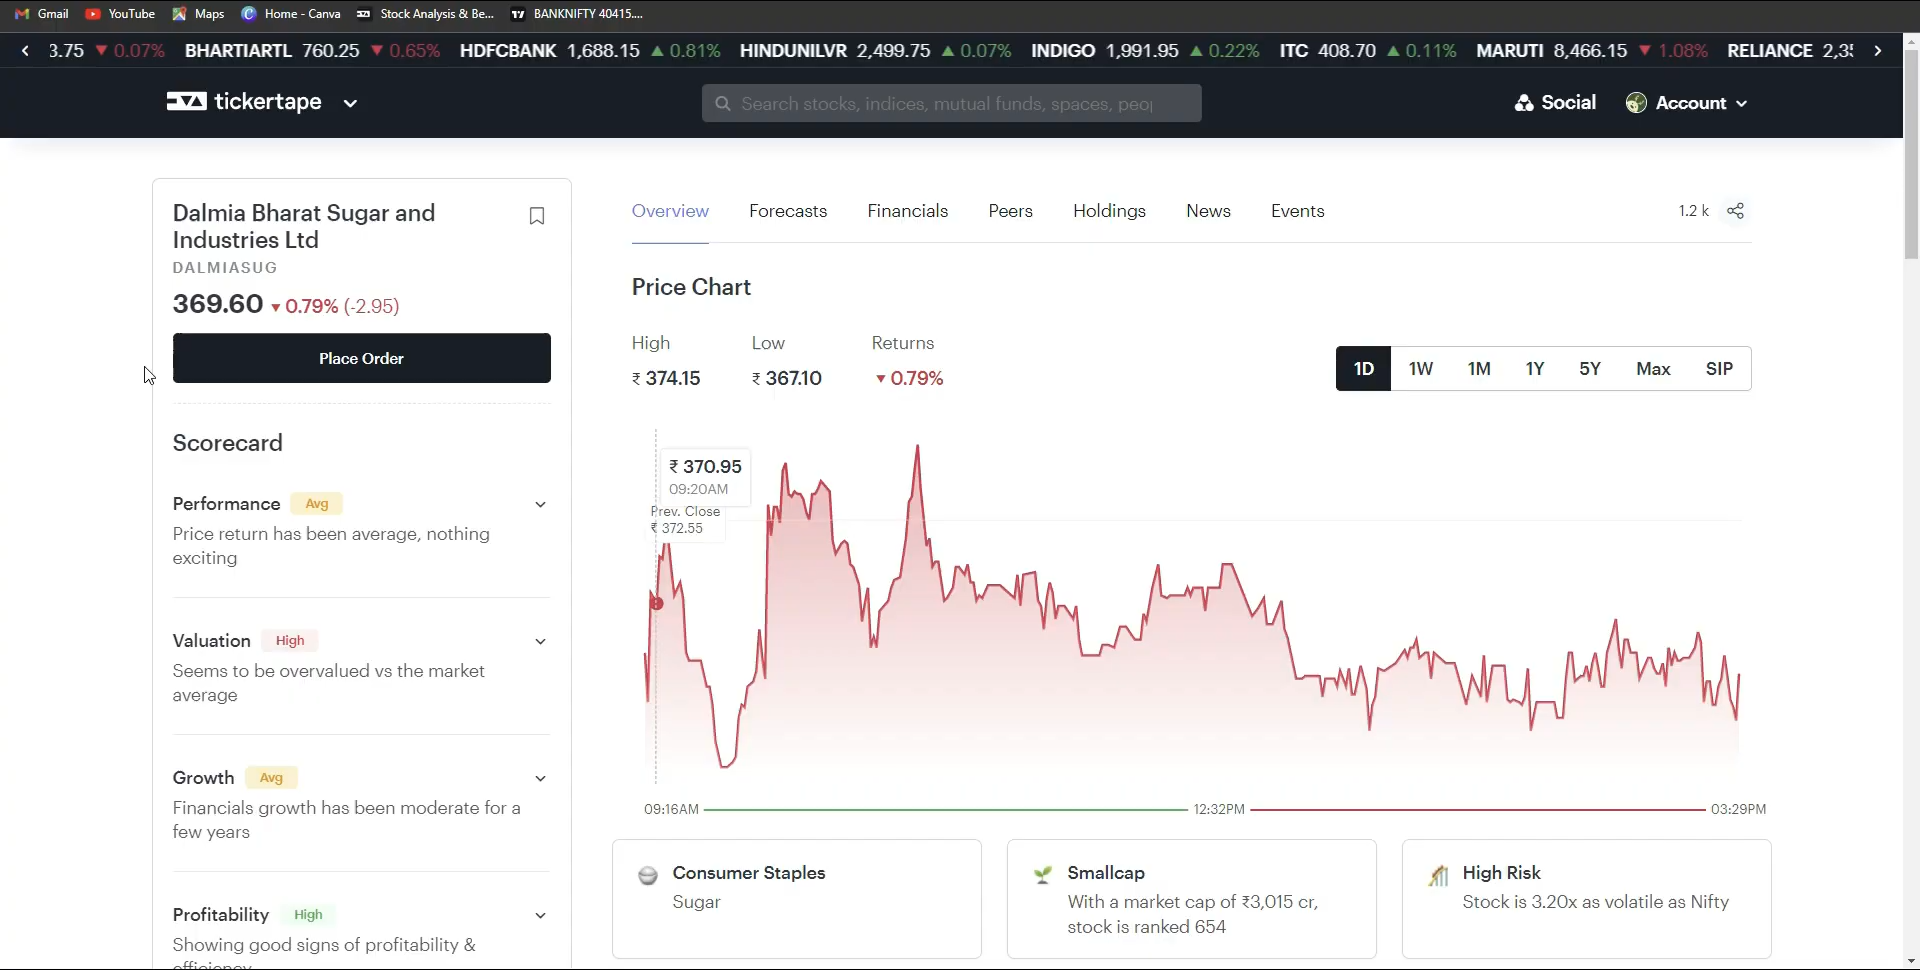 Gmail YouTube Maps Home - Canva Stock Analysis & Be... BANKNIFTY 40415....
3.75 ▼ 0.07% BHARTIARTL 760.25 ▼ 0.65% HDFCBANK 1,688.15 ▲ 0.81% HINDUNILVR 2,499.75 ▲ 0.07% INDIGO 1,991.95 ▲ 0.22% ITC 408.70 ▲ 0.11% MARUTI 8,466.15 ▼ 1.08% RELIANCE 2,35
tickertape
Search stocks, indices, mutual funds, spaces, peop
Social Account
Dalmia Bharat Sugar and
Industries Ltd
DALMIASUG
369.60 ▼ 0.79% (-2.95)
Place Order
Scorecard
Performance Avg
Price return has been average, nothing
exciting
Valuation High
Seems to be overvalued vs the market
average
Growth Avg
Financials growth has been moderate for a
few years
Profitability High
Showing good signs of profitability &
efficiency
Overview Forecasts Financials Peers Holdings News Events 1.2 k
Price Chart
High Low Returns
₹ 374.15 ₹ 367.10 ▼ 0.79%
1D 1W 1M 1Y 5Y Max SIP
₹ 370.95
09:20AM
Prev. Close
₹ 372.55
09:16AM 12:32PM 03:29PM
Consumer Staples
Sugar
Smallcap
With a market cap of ₹3,015 cr,
stock is ranked 654
High Risk
Stock is 3.20x as volatile as Nifty